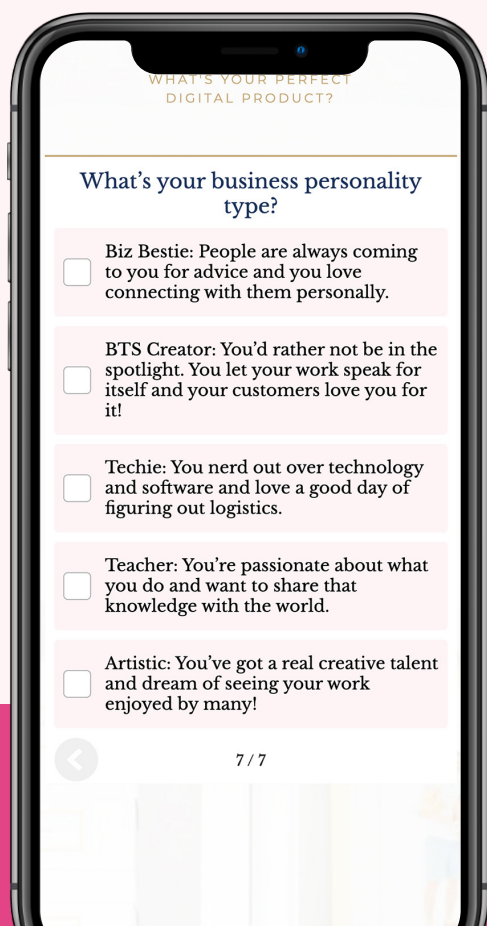 WHAT'S YOUR PERFECT
DIGITAL PRODUCT?
What's your business personality
type?
Biz Bestie: People are always coming
to you for advice and you love
connecting with them personally.
BTS Creator: You'd rather not be in the
spotlight. You let your work speak for
itself and your customers love you for
it!
Techie: You nerd out over technology
and software and love a good day of
figuring out logistics.
Teacher: You're passionate about what
you do and want to share that
knowledge with the world.
Artistic: You've got a real creative talent
and dream of seeing your work
enjoyed by many!
7 / 7